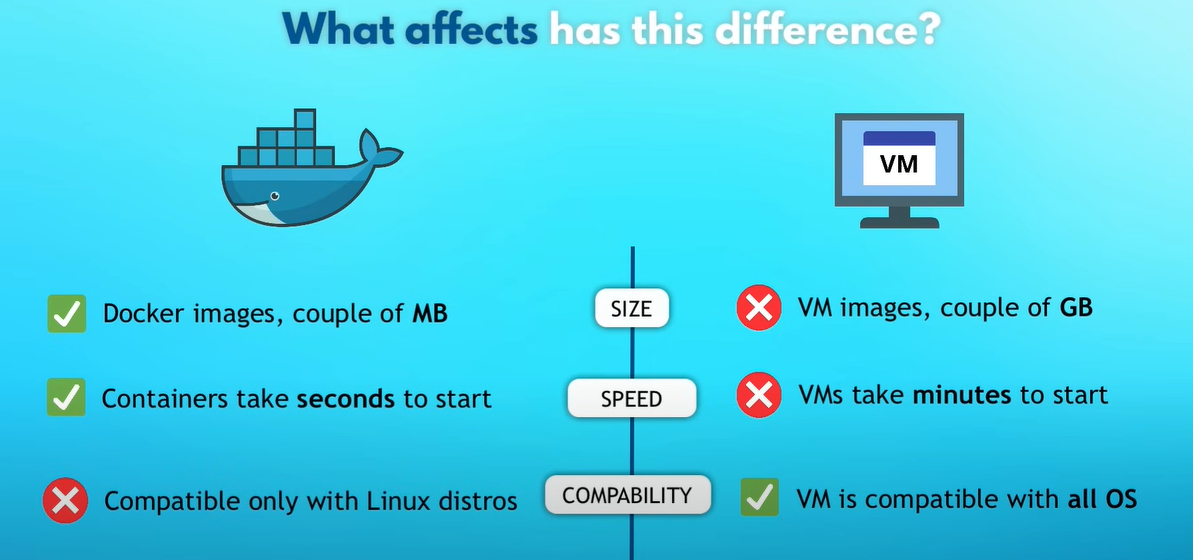 What affects has this difference?
VM
Docker images, couple of MB
SIZE
VM images, couple of GB
Containers take seconds to start
SPEED
VMs take minutes to start
Compatible only with Linux distros
COMPABILITY
VM is compatible with all OS